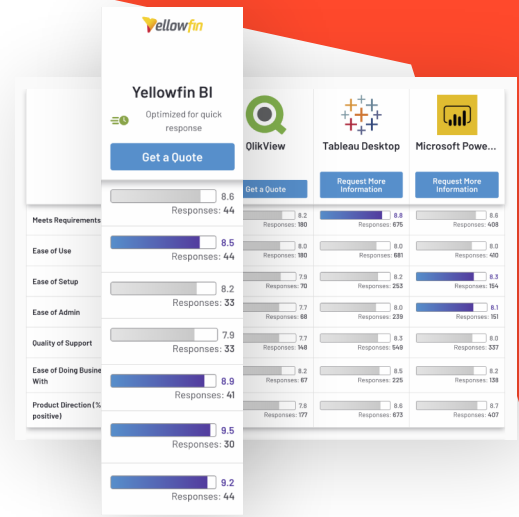 Yellowfin
Yellowfin BI
Optimized for quick
response
Get a Quote
QlikView
Get a Quote
Tableau Desktop
Request More
Information
Microsoft Powe...
Request More
Information
Meets Requirements
8.6
Responses: 44
8.2
Responses: 180
8.8
Responses: 675
8.6
Responses: 408
Ease of Use
8.5
Responses: 44
8.0
Responses: 180
8.0
Responses: 681
8.0
Responses: 410
Ease of Setup
8.2
Responses: 33
7.9
Responses: 70
8.2
Responses: 253
8.3
Responses: 154
Ease of Admin
7.9
Responses: 33
7.7
Responses: 68
8.0
Responses: 239
8.1
Responses: 151
Quality of Support
8.9
Responses: 41
7.7
Responses: 148
8.3
Responses: 549
8.0
Responses: 337
Ease of Doing Busine
With
9.5
Responses: 30
8.2
Responses: 67
8.5
Responses: 225
8.2
Responses: 138
Product Direction (%
positive)
9.2
Responses: 44
7.8
Responses: 177
8.6
Responses: 673
8.7
Responses: 407